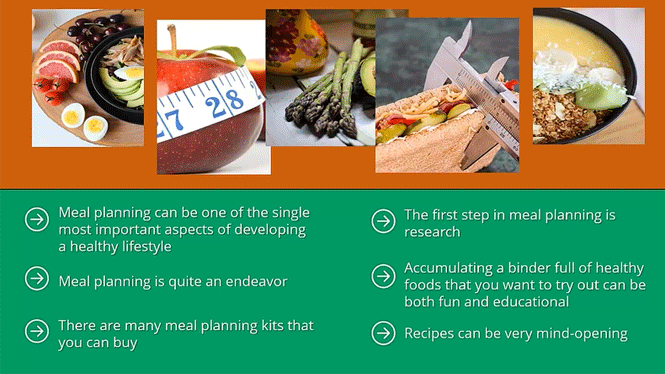 27 28
Meal planning can be one of the single
most important aspects of developing
a healthy lifestyle
Meal planning is quite an endeavor
There are many meal planning kits that
you can buy
The first step in meal planning is
research
Accumulating a binder full of healthy
foods that you want to try out can be
both fun and educational
Recipes can be very mind-opening